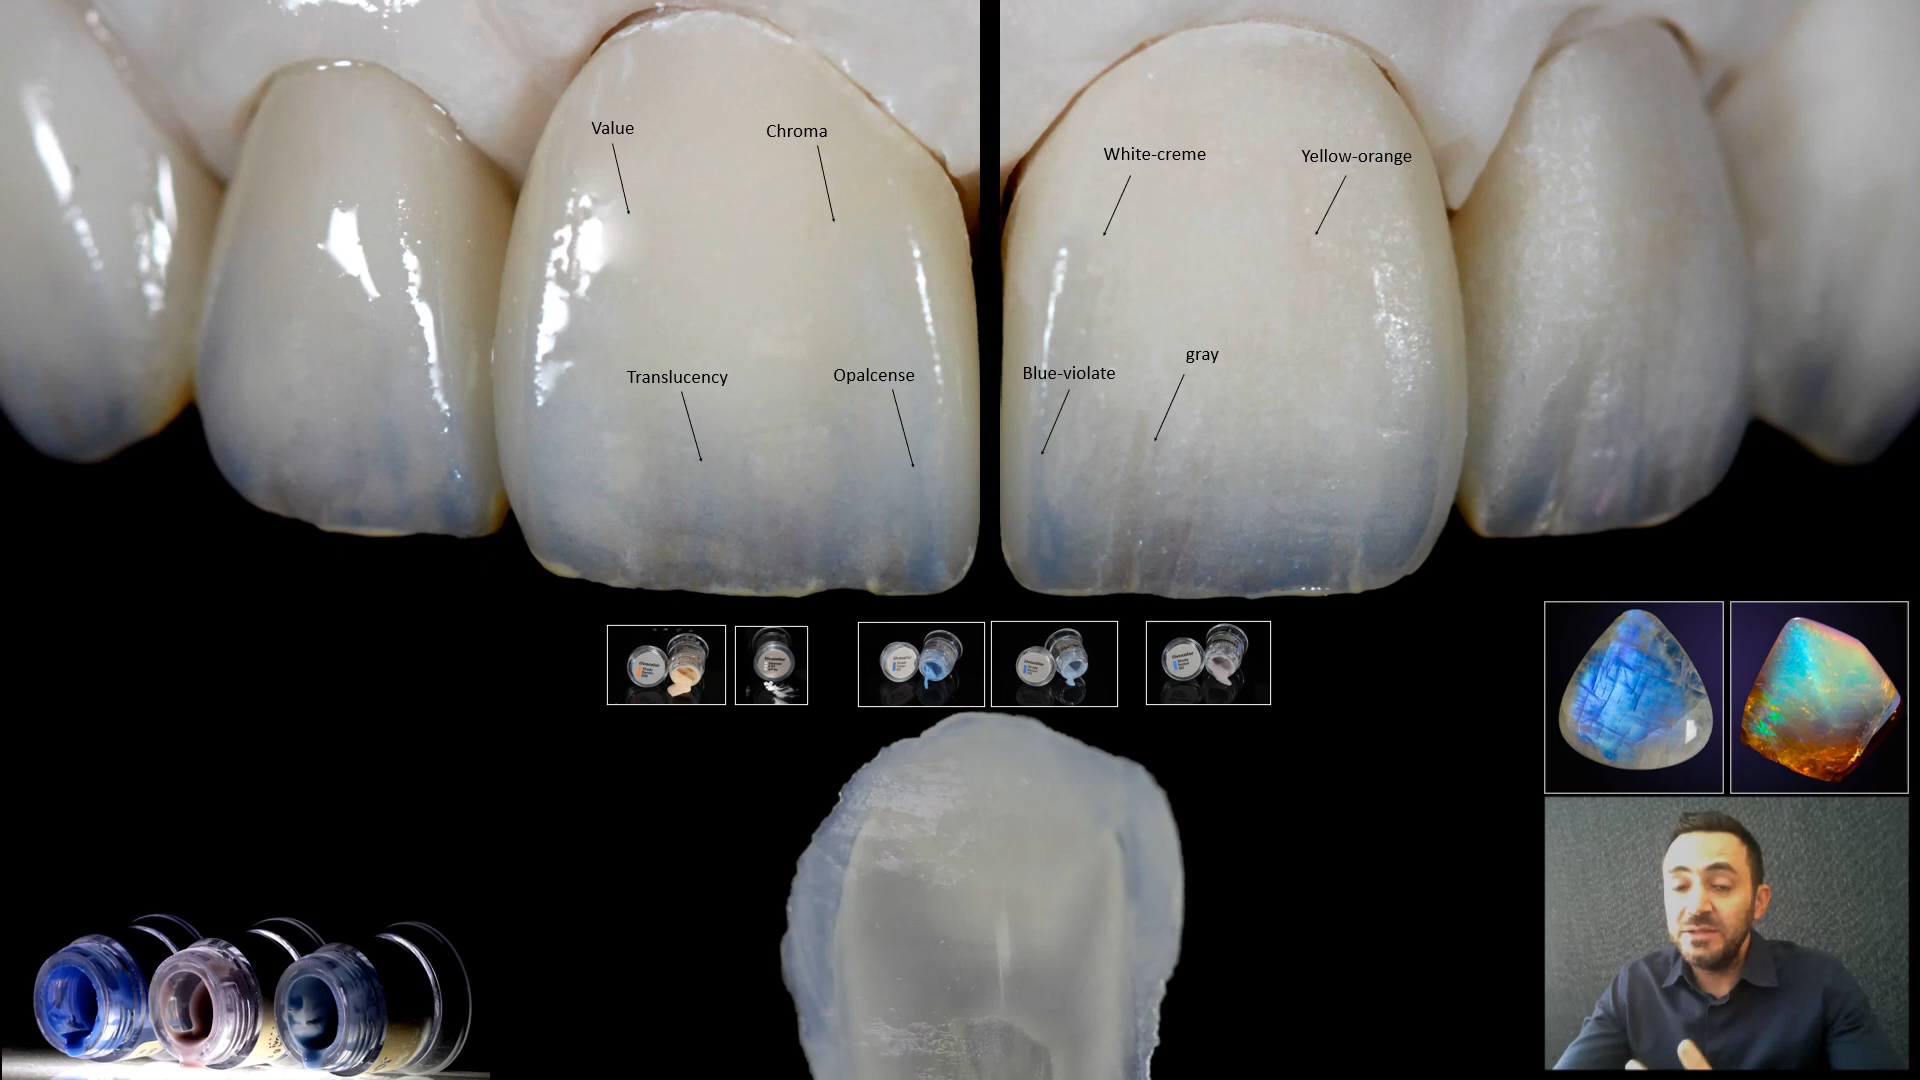 Value
Chroma
White-creme
Yellow-orange
Translucency
Opalcense
Blue-violate
gray